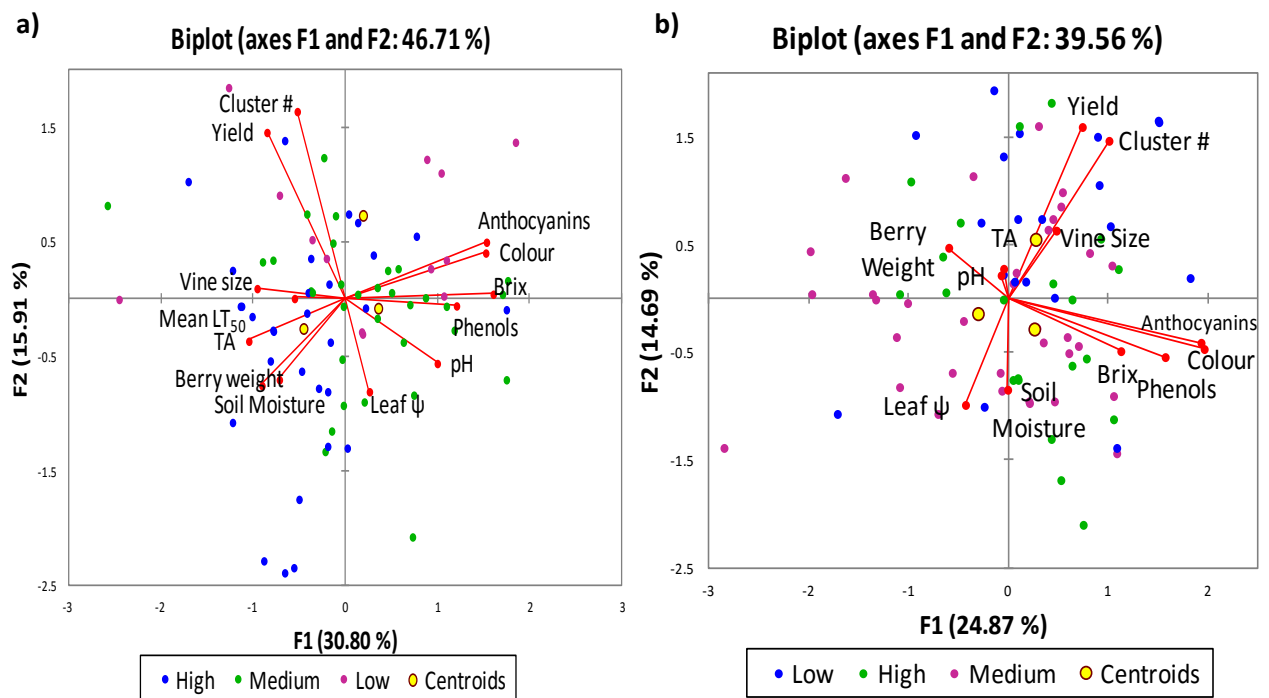 a)
Biplot (axes F1 and F2: 46.71 %)
F2 (15.91 %)
1.5
0.5
-0.5
-1.5
-2.5
Cluster #
Yield
Anthocyanins
Colour
Vine size
Brix
Mean LT50
Phenols
TA
pH
Berry weight
Soil Moisture
Leaf ψ
-3 -2 -1 0 1 2 3
F1 (30.80 %)
High Medium Low Centroids
b)
Biplot (axes F1 and F2: 39.56 %)
F2 (14.69 %)
1.5
0.5
-0.5
-1.5
-2.5
Yield
Cluster #
Berry
Weight
TA
Vine Size
pH
Anthocyanins
Colour
Brix
Phenols
Leaf ψ
Soil
Moisture
-3 -2 -1 0 1 2
F1 (24.87 %)
Low High Medium Centroids